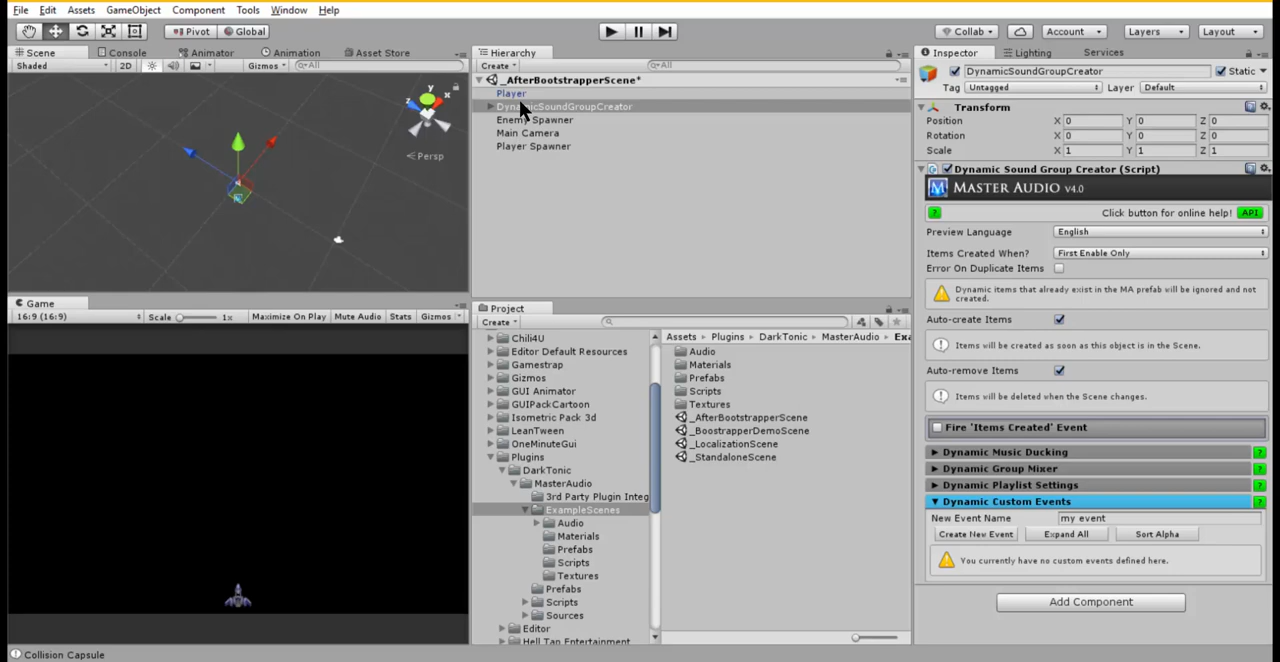 File Edit Assets GameObject Component Tools Window Help
Pivot Global Collab Account Layers Layout
Scene Console Animator Animation Asset Store
Shaded 2D Gizmos All
y
x
Persp
Game
16:9 (16:9) Scale 1x Maximize On Play Mute Audio Stats Gizmos
Hierarchy
Create All
_AfterBootstrapperScene*
Player
DynamicSoundGroupCreator
Enemy Spawner
Main Camera
Player Spawner
Project
Create
Chili4U
Editor Default Resources
Gamestrap
Gizmos
GUI Animator
GUIPackCartoon
Isometric Pack 3d
LeanTween
OneMinuteGui
Plugins
DarkTonic
MasterAudio
3rd Party Plugin Integ
ExampleScenes
Audio
Materials
Prefabs
Scripts
Textures
Prefabs
Scripts
Sources
Editor
Hell Tap Entertainment
Assets Plugins DarkTonic MasterAudio Exa
Audio
Materials
Prefabs
Scripts
Textures
_AfterBootstrapperScene
_BoostrapperDemoScene
_LocalizationScene
_StandaloneScene
Inspector Lighting Services
DynamicSoundGroupCreator Static
Tag Untagged Layer Default
Transform
Position X 0 Y 0 Z 0
Rotation X 0 Y 0 Z 0
Scale X 1 Y 1 Z 1
Dynamic Sound Group Creator (Script)
MASTER AUDIO v4.0
? Click button for online help! API
Preview Language English
Items Created When? First Enable Only
Error On Duplicate Items
Dynamic items that already exist in the MA prefab will be ignored and not
created.
Auto-create Items
Items will be created as soon as this object is in the Scene.
Auto-remove Items
Items will be deleted when the Scene changes.
Fire 'Items Created' Event
Dynamic Music Ducking ?
Dynamic Group Mixer ?
Dynamic Playlist Settings ?
Dynamic Custom Events ?
New Event Name my event
Create New Event Expand All Sort Alpha
You currently have no custom events defined here.
Add Component
Collision Capsule